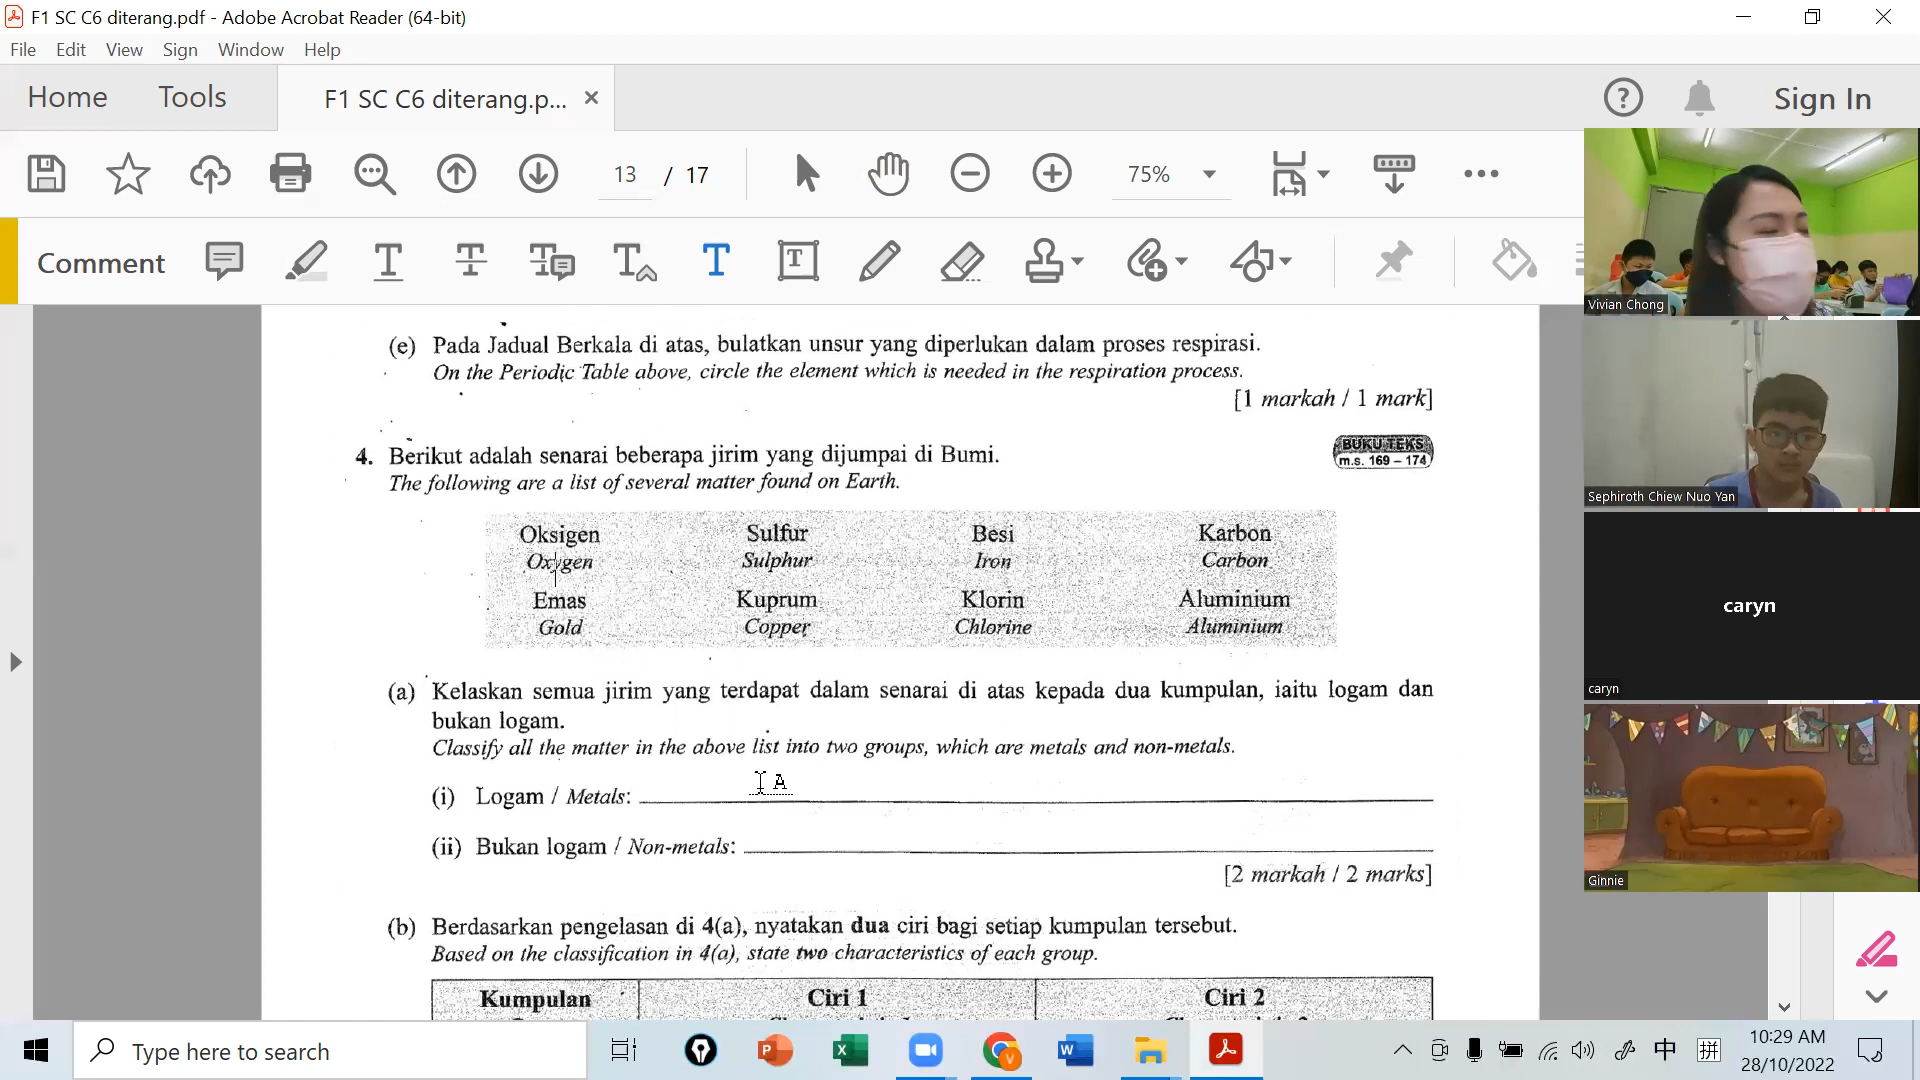 F1 SC C6 diterang.pdf - Adobe Acrobat Reader (64-bit)
File Edit View Sign Window Help
Home Tools F1 SC C6 diterang.p... × Sign In
13 / 17 75%
Comment
(e) Pada Jadual Berkala di atas, bulatkan unsur yang diperlukan dalam proses respirasi.
On the Periodic Table above, circle the element which is needed in the respiration process.
[1 markah / 1 mark]
4. Berikut adalah senarai beberapa jirim yang dijumpai di Bumi.
The following are a list of several matter found on Earth.
BUKU TEKS
m.s. 169 – 174
Oksigen Sulfur Besi Karbon
Oxygen Sulphur Iron Carbon
Emas Kuprum Klorin Aluminium
Gold Copper Chlorine Aluminium
(a) Kelaskan semua jirim yang terdapat dalam senarai di atas kepada dua kumpulan, iaitu logam dan
bukan logam.
Classify all the matter in the above list into two groups, which are metals and non-metals.
(i) Logam / Metals:
(ii) Bukan logam / Non-metals:
[2 markah / 2 marks]
(b) Berdasarkan pengelasan di 4(a), nyatakan dua ciri bagi setiap kumpulan tersebut.
Based on the classification in 4(a), state two characteristics of each group.
Kumpulan Ciri 1 Ciri 2
Vivian Chong
Sephiroth Chiew Nuo Yan
caryn
caryn
Ginnie
Type here to search
中 拼
10:29 AM
28/10/2022